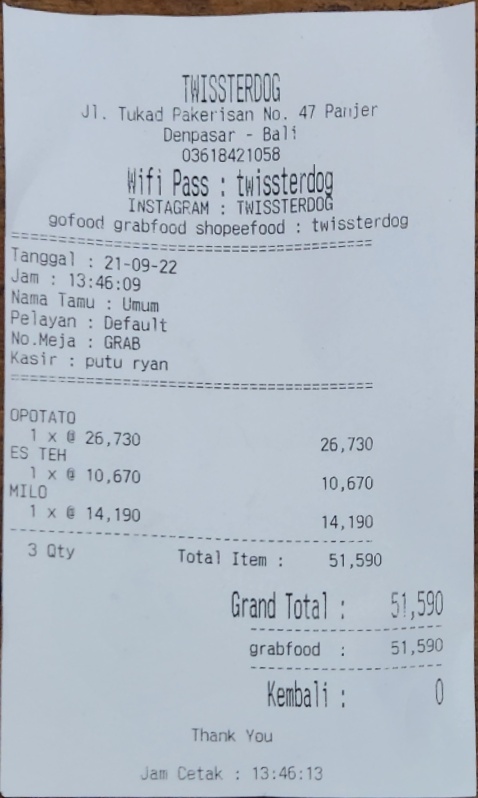 TWISSTERDOG
Jl. Tukad Pakerisan No. 47 Panjer
Denpasar - Bali
03618421058
Wifi Pass : twissterdog
INSTAGRAM : TWISSTERDOG
gofood grabfood shopeefood : twissterdog
========================================
Tanggal : 21-09-22
Jam : 13:46:09
Nama Tamu : Umum
Pelayan : Default
No.Meja : GRAB
Kasir : putu ryan
========================================
OPOTATO
1 x @ 26,730 26,730
ES TEH
1 x @ 10,670 10,670
MILO
1 x @ 14,190 14,190
----------------------------------------
3 Qty Total Item : 51,590
Grand Total : 51,590
--------------------
grabfood : 51,590
--------------------
Kembali : 0
Thank You
Jam Cetak : 13:46:13